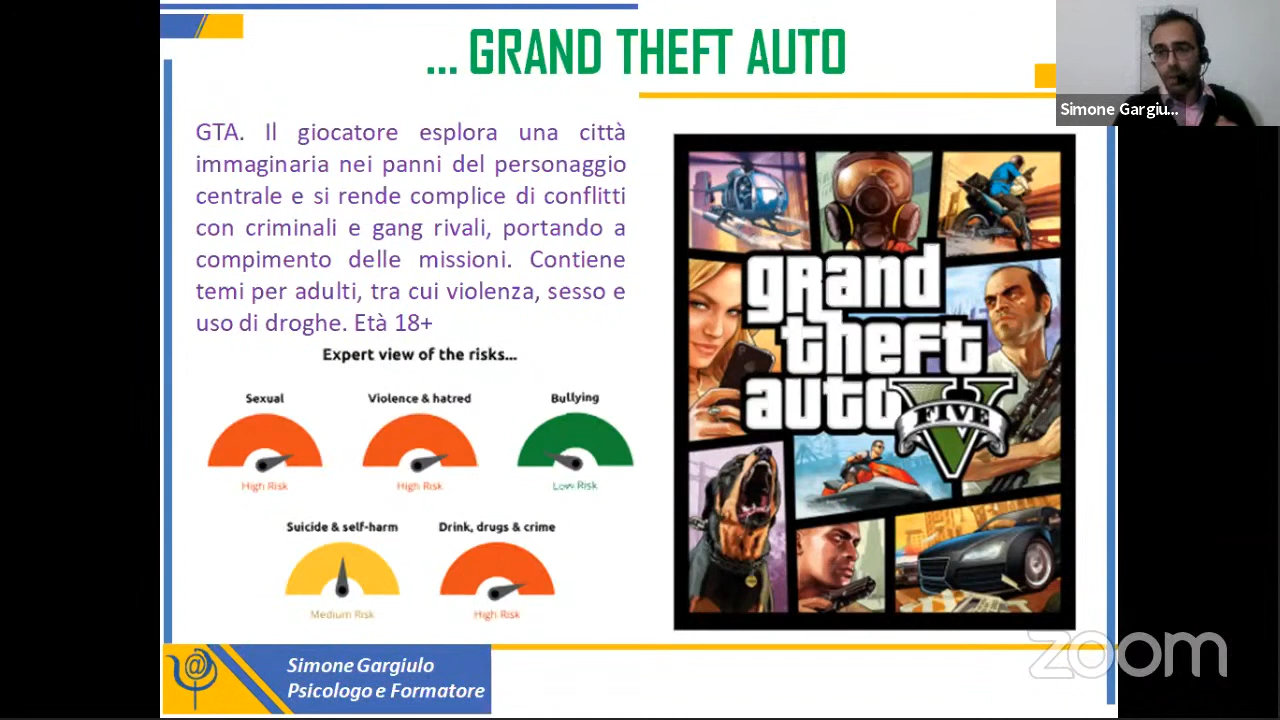 ... GRAND THEFT AUTO
Simone Gargiu...
GTA. Il giocatore esplora una città
immaginaria nei panni del personaggio
centrale e si rende complice di conflitti
con criminali e gang rivali, portando a
compimento delle missioni. Contiene
temi per adulti, tra cui violenza, sesso e
uso di droghe. Età 18+
Expert view of the risks...
Sexual
Violence & hatred
Bullying
High Risk
High Risk
Low Risk
Suicide & self-harm
Drink, drugs & crime
Medium Risk
High Risk
grand
theft
auto
FIVE
@
Simone Gargiulo
Psicologo e Formatore
zoom